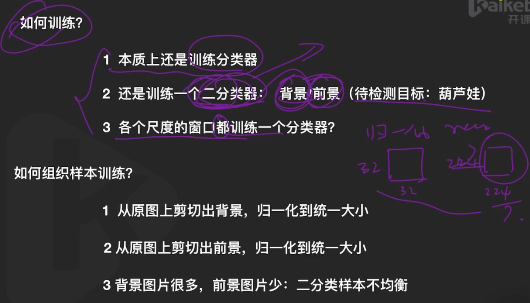 Kaikeb
开课
如何训练?
1 本质上还是训练分类器
2 还是训练一个二分类器： 背景 前景（待检测目标：葫芦娃）
3 各个尺度的窗口都训练一个分类器?
归一化
32
32
224
224
?
如何组织样本训练?
1 从原图上剪切出背景，归一化到统一大小
2 从原图上剪切出前景，归一化到统一大小
3 背景图片很多，前景图片少：二分类样本不均衡